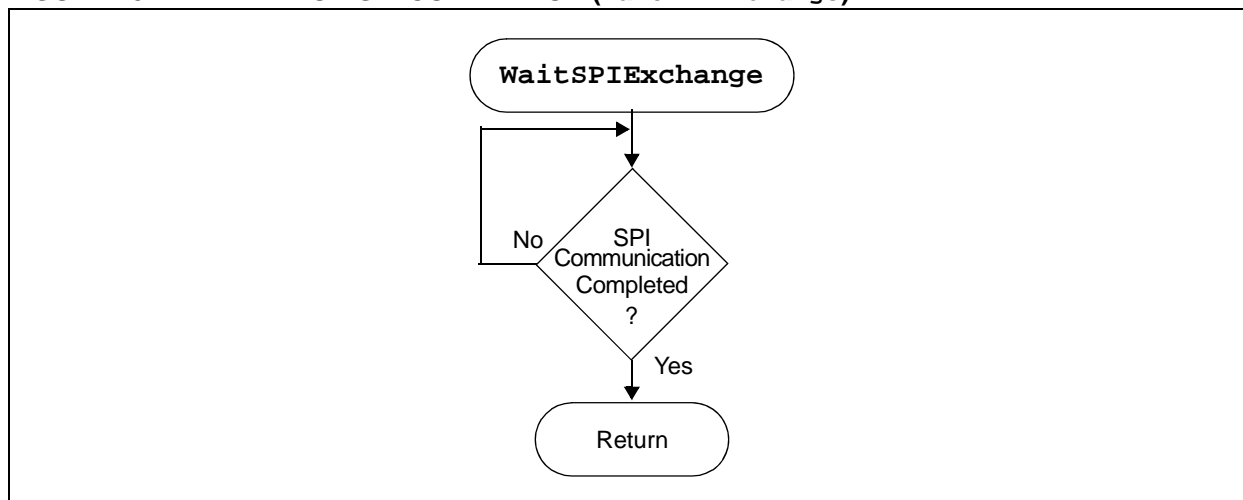 WaitSPIExchange
No
SPI
Communication
Completed
?
Yes
Return